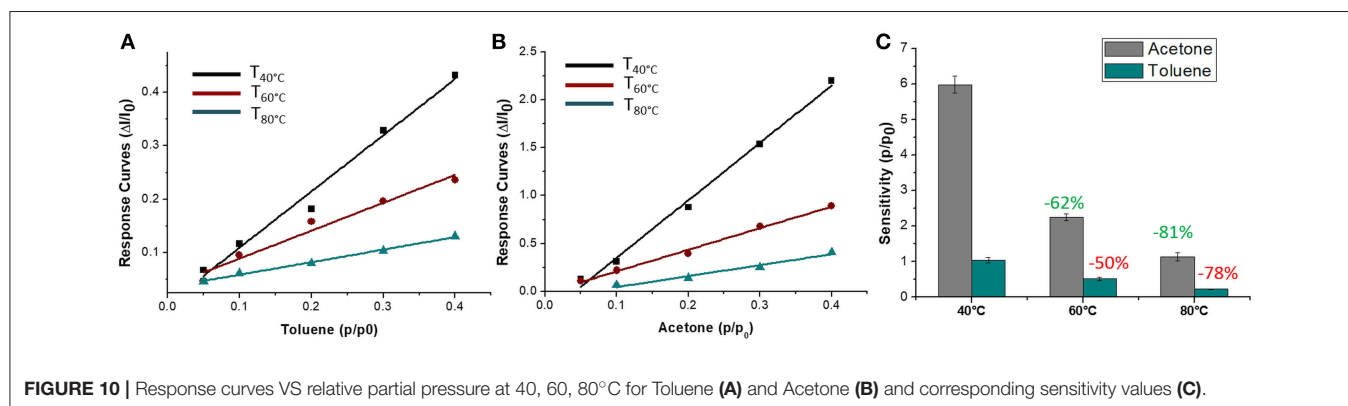 A
Response Curves (ΔI/I0)
0.4
0.3
0.2
0.1
T40°C
T60°C
T80°C
0.0
0.1
0.2
0.3
0.4
Toluene (p/p0)
B
Response Curves (ΔI/I0)
2.5
2.0
1.5
1.0
0.5
0.0
T40°C
T60°C
T80°C
0.0
0.1
0.2
0.3
0.4
Acetone (p/p0)
C
Sensitivity (p/p0)
7
6
5
4
3
2
1
0
Acetone
Toluene
-62%
-50%
-81%
-78%
40°C
60°C
80°C
FIGURE 10 | Response curves VS relative partial pressure at 40, 60, 80°C for Toluene (A) and Acetone (B) and corresponding sensitivity values (C).